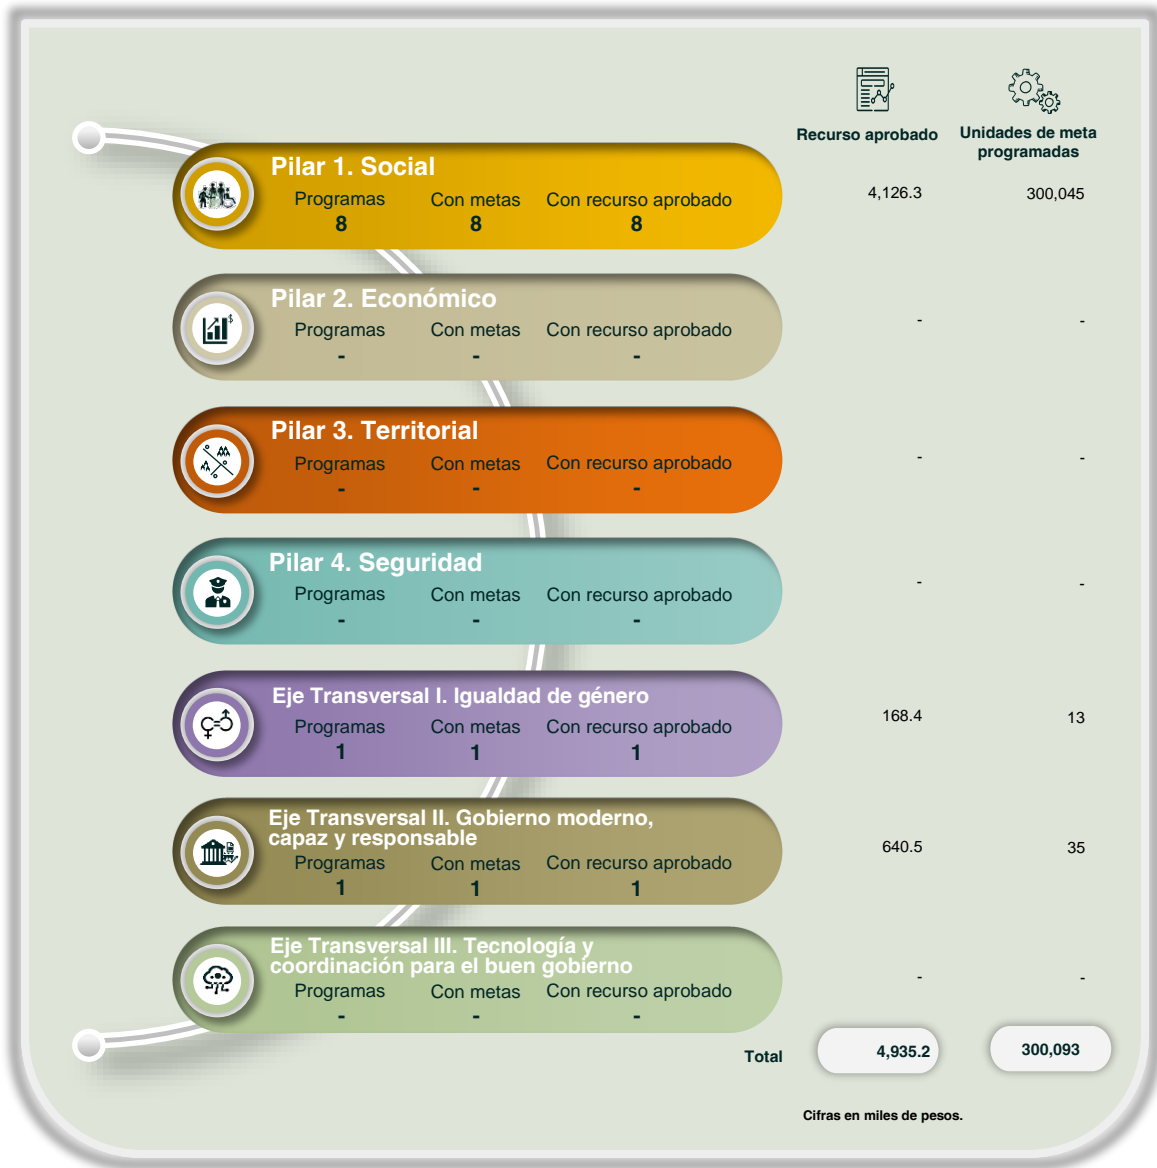 Recurso aprobado
Unidades de meta
programadas
Pilar 1. Social
Programas Con metas Con recurso aprobado
8 8 8
4,126.3 300,045
Pilar 2. Económico
Programas Con metas Con recurso aprobado
- - -
- -
Pilar 3. Territorial
Programas Con metas Con recurso aprobado
- - -
- -
Pilar 4. Seguridad
Programas Con metas Con recurso aprobado
- - -
- -
Eje Transversal I. Igualdad de género
Programas Con metas Con recurso aprobado
1 1 1
168.4 13
Eje Transversal II. Gobierno moderno,
capaz y responsable
Programas Con metas Con recurso aprobado
1 1 1
640.5 35
Eje Transversal III. Tecnología y
coordinación para el buen gobierno
Programas Con metas Con recurso aprobado
- - -
- -
Total 4,935.2 300,093
Cifras en miles de pesos.